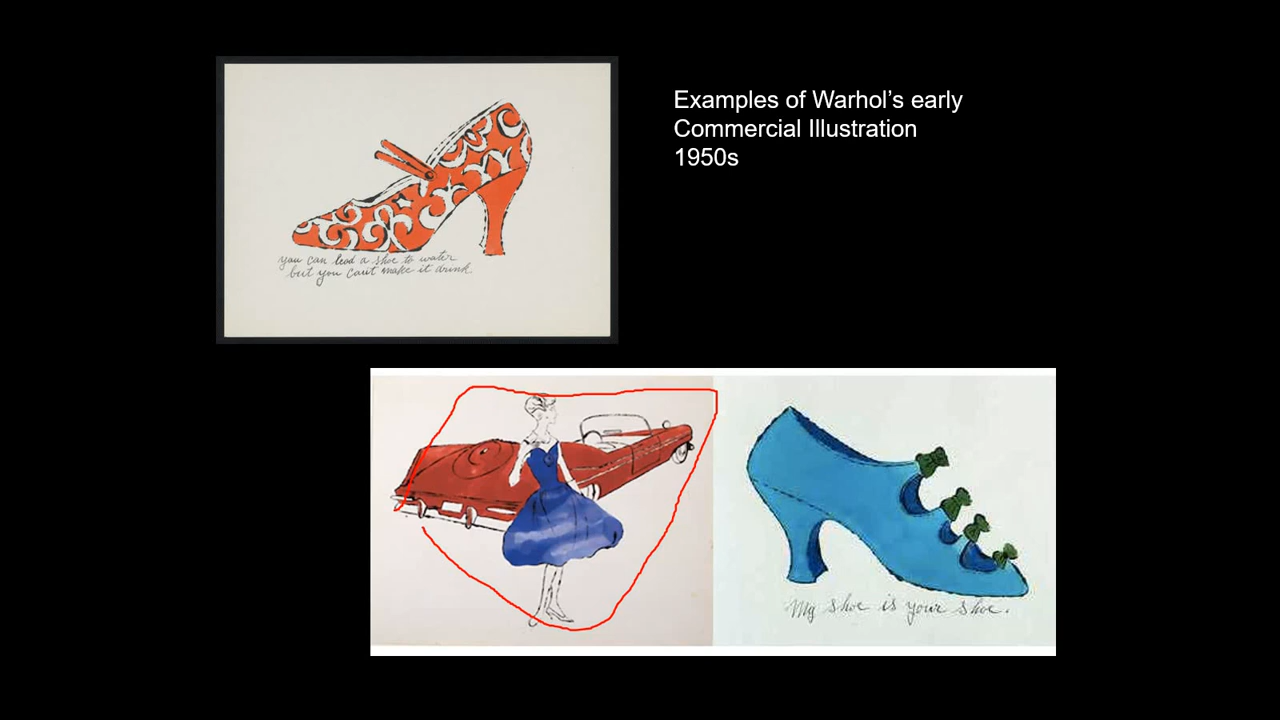 Examples of Warhol’s early
Commercial Illustration
1950s
you can lead a shoe to water
but you can't make it drink.
My shoe is your shoe.